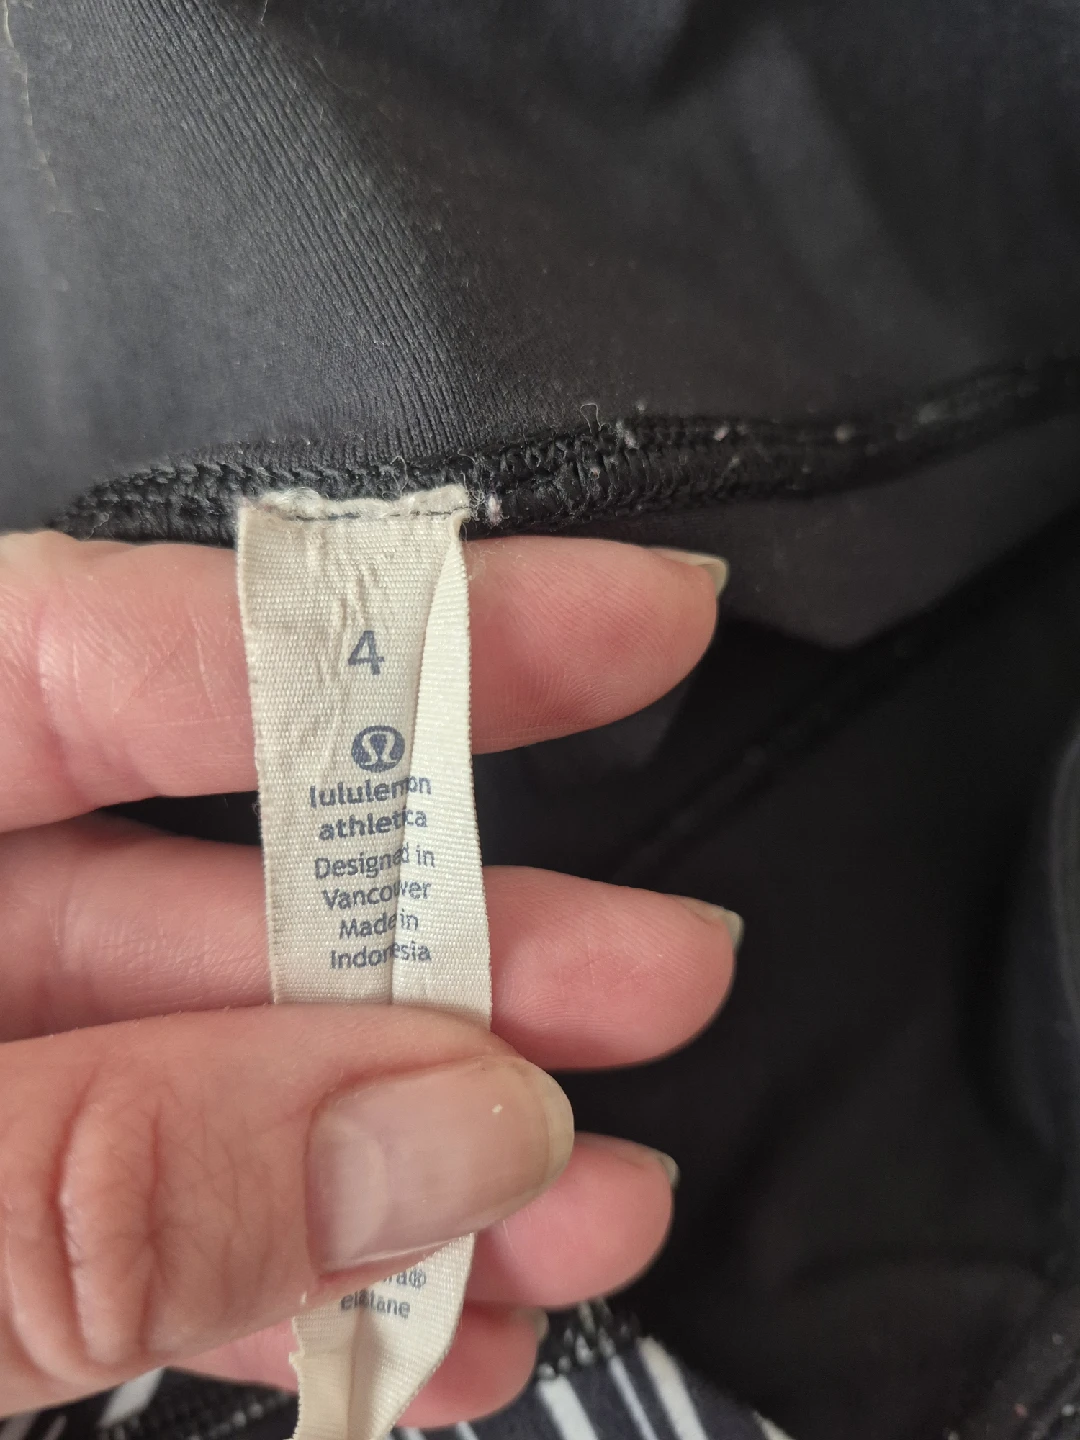 4
lululemon
athletica
Designed in
Vancouver
Made in
Indonesia
elastane